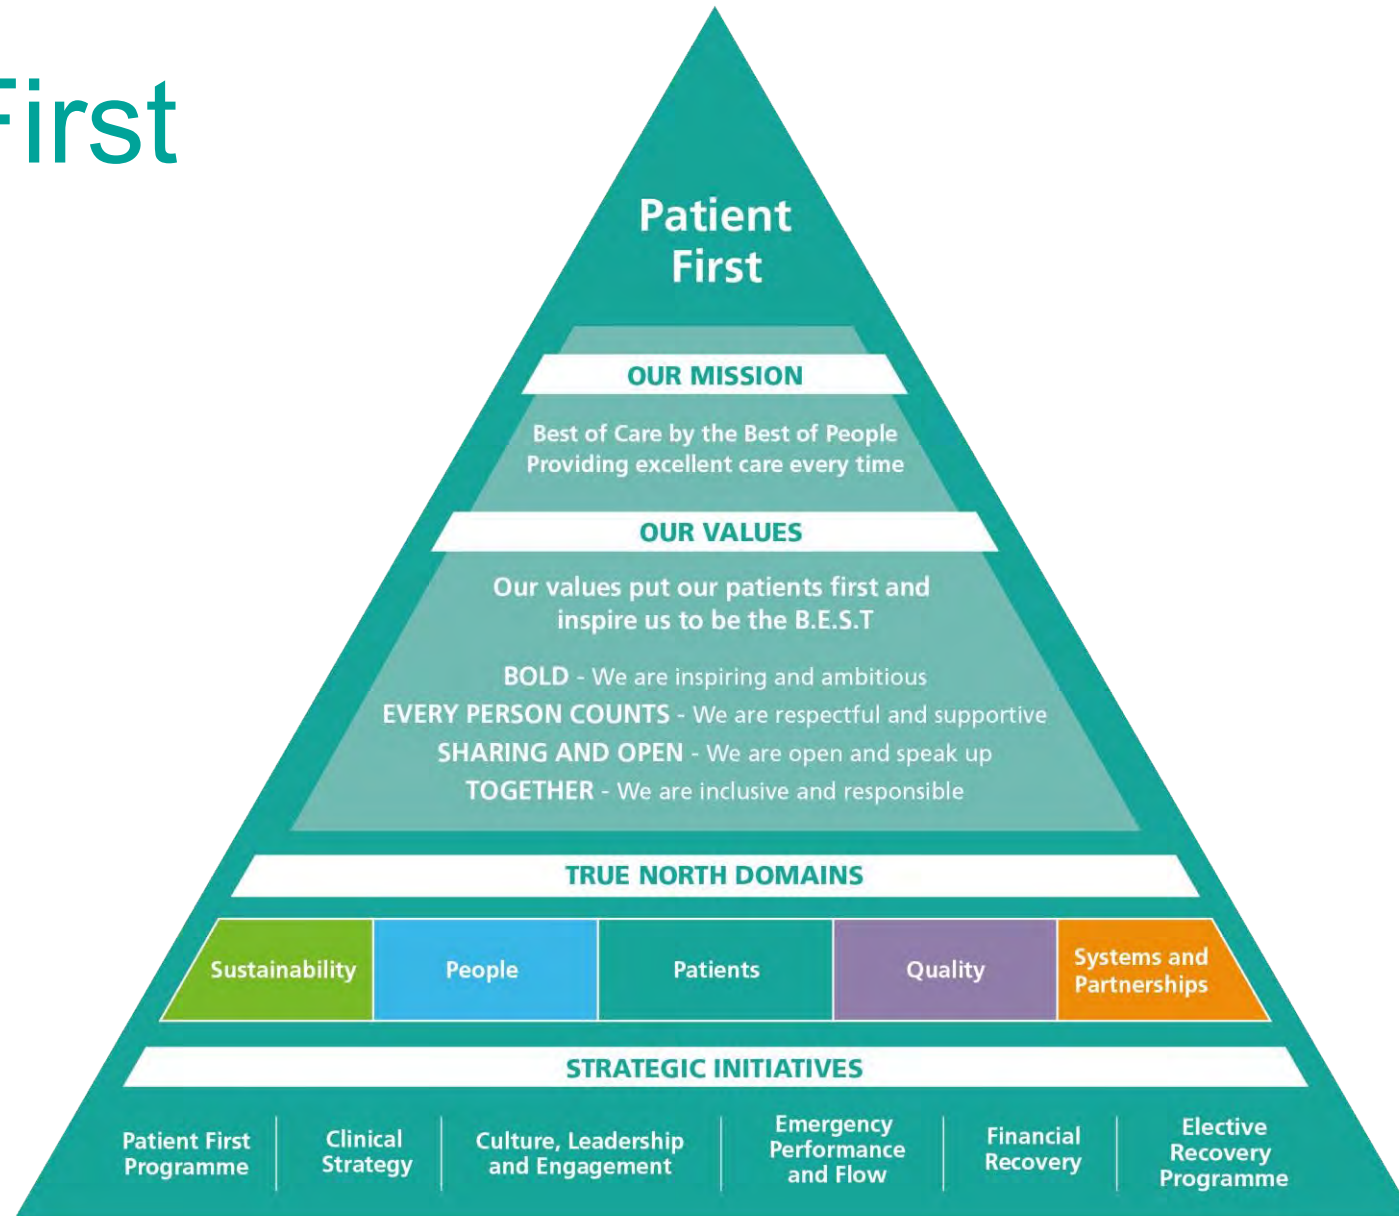 First
Patient
First
OUR MISSION
Best of Care by the Best of People
Providing excellent care every time
OUR VALUES
Our values put our patients first and
inspire us to be the B.E.S.T
BOLD - We are inspiring and ambitious
EVERY PERSON COUNTS - We are respectful and supportive
SHARING AND OPEN - We are open and speak up
TOGETHER - We are inclusive and responsible
TRUE NORTH DOMAINS
Sustainability
People
Patients
Quality
Systems and
Partnerships
STRATEGIC INITIATIVES
Patient First
Programme
Clinical
Strategy
Culture, Leadership
and Engagement
Emergency
Performance
and Flow
Financial
Recovery
Elective
Recovery
Programme